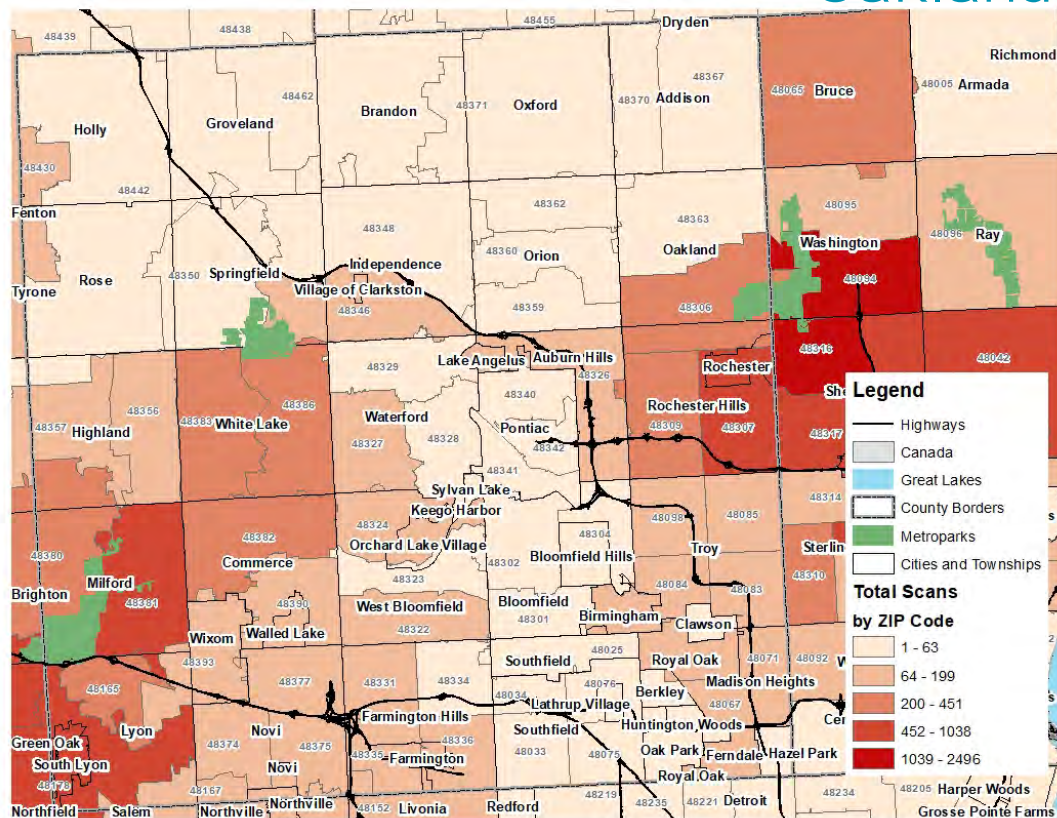 48455
Dryden
48439
48438
Richmond
48367
48462
48371
Oxford
48370
Addison
48065
Bruce
48005
Armada
Brandon
Groveland
Holly
48430
48442
Fenton
48362
48363
48095
48348
Washington
48096
Ray
48360
Orion
Oakland
Independence
Springfield
48350
Rose
Tyrone
Village of Clarkston
48346
48359
48306
48094
48316
Lake Angelus
Auburn Hills
48326
Rochester
48042
48329
48340
48386
48356
48383
White Lake
Waterford
Rochester Hills
48357
Highland
48327
48328
Pontiac
48342
48309
48307
48317
48341
Sylvan Lake
Keego Harbor
48314
48324
48098
48085
48382
48304
Orchard Lake Village
Troy
48380
Commerce
48302
Bloomfield Hills
48310
Milford
48323
48084
48083
Brighton
48381
48390
West Bloomfield
Bloomfield
Birmingham
48301
Clawson
Wixom
Walled Lake
48322
48393
Southfield
48025
Royal Oak
48071
48092
48165
48377
48331
48334
48034
48076
Berkley
Madison Heights
Lathrup Village
48067
Lyon
Farmington Hills
Huntington Woods
Green Oak
Novi
48374
48375
48335
48336
Southfield
48033
48075
Oak Park
Ferndale
Hazel Park
South Lyon
Farmington
Novi
48178
Royal Oak
48167
Northville
48219
48234
48205
Harper Woods
Northfield
Salem
Northville
48152
Livonia
Redford
48235
48221
Detroit
Grosse Pointe Farms
Legend
Highways
Canada
Great Lakes
County Borders
Metroparks
Cities and Townships
Total Scans
by ZIP Code
1 - 63
64 - 199
200 - 451
452 - 1038
1039 - 2496